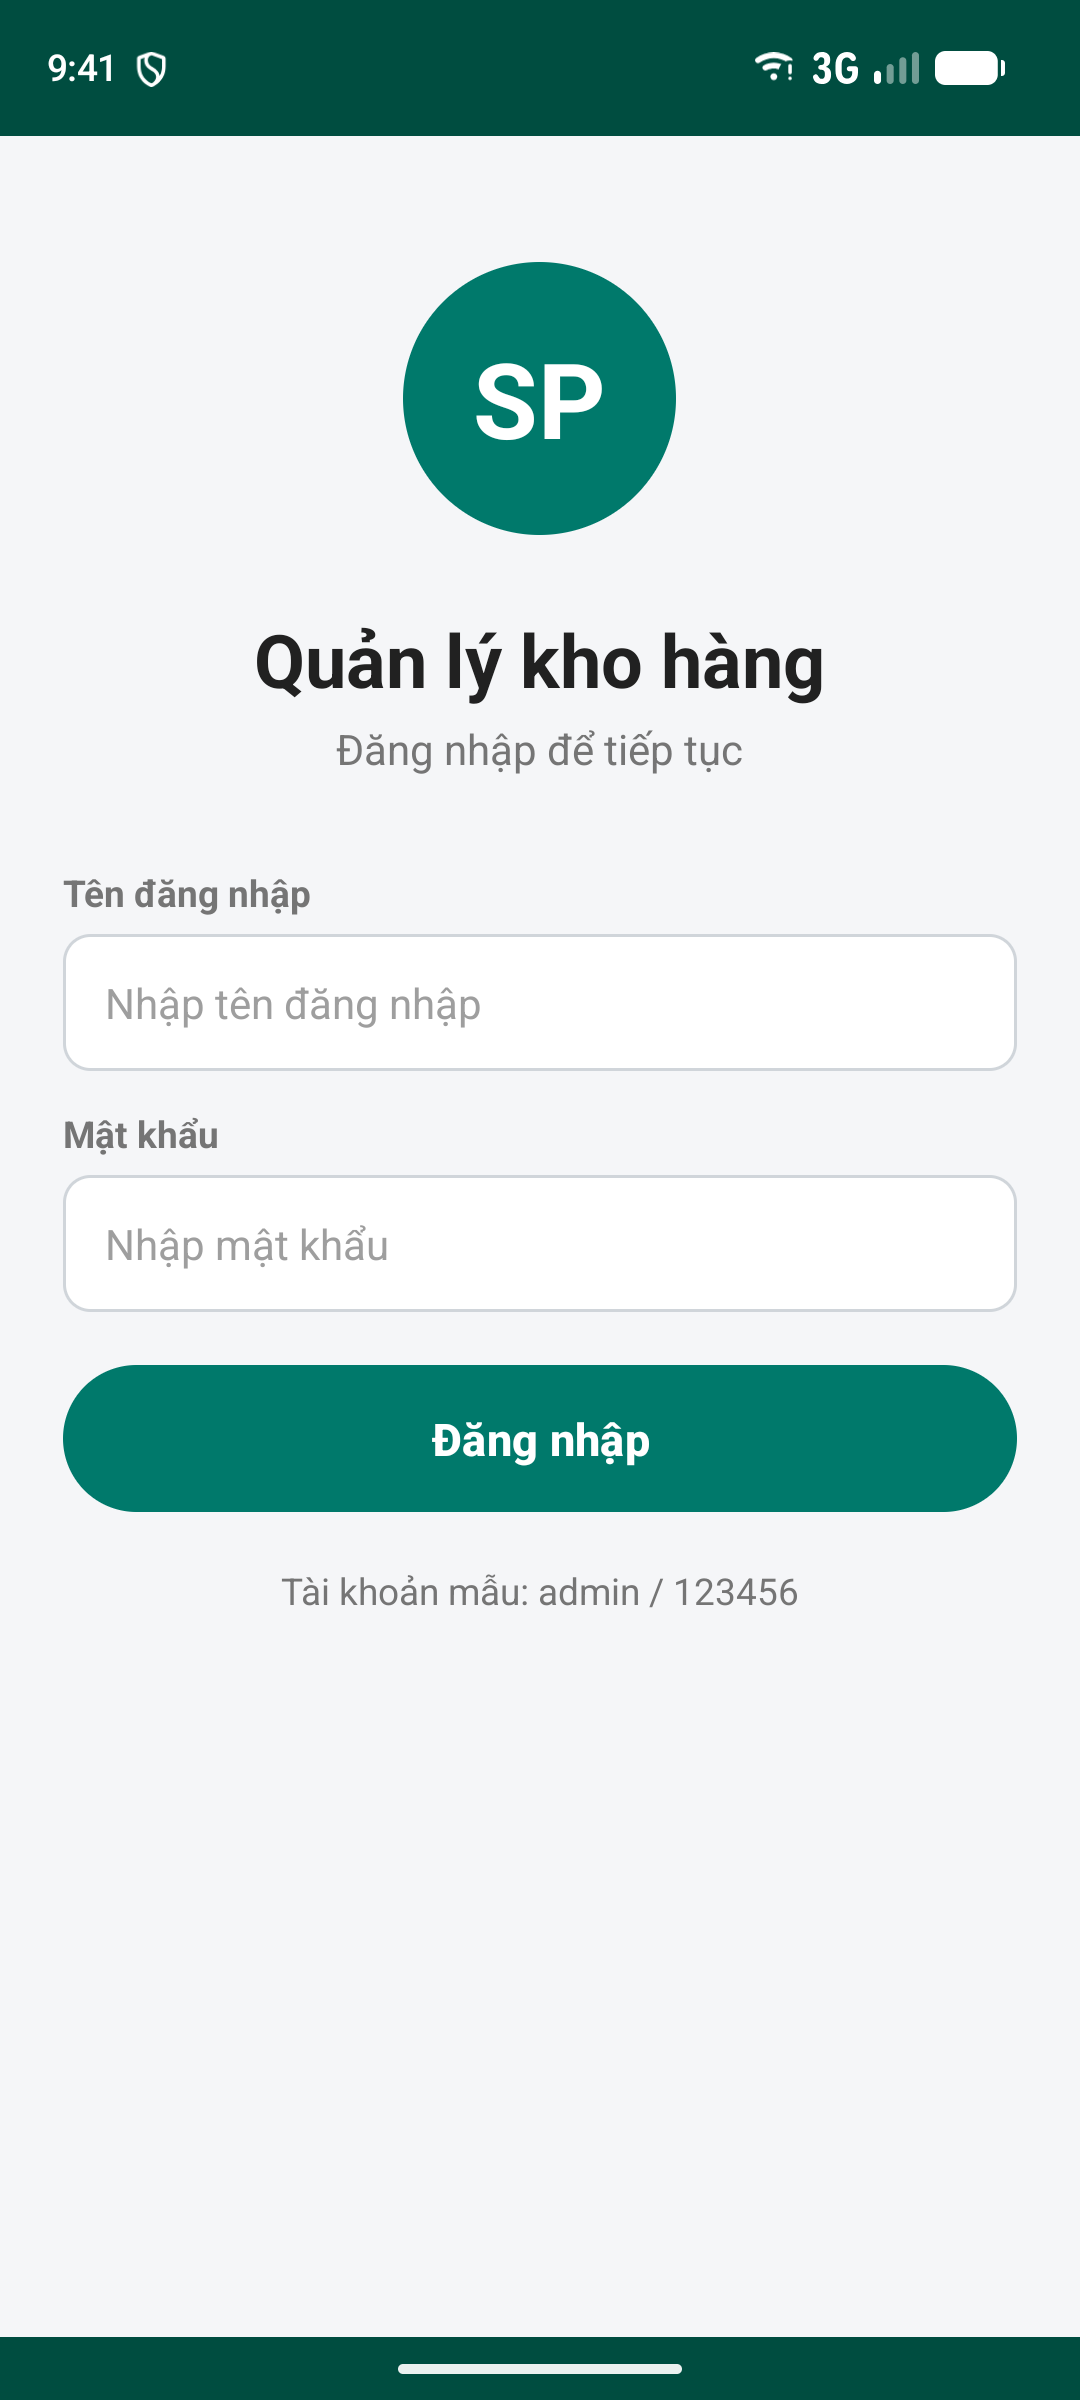 9:41
3G
SP
Quản lý kho hàng
Đăng nhập để tiếp tục
Tên đăng nhập
Nhập tên đăng nhập
Mật khẩu
Nhập mật khẩu
Đăng nhập
Tài khoản mẫu: admin / 123456